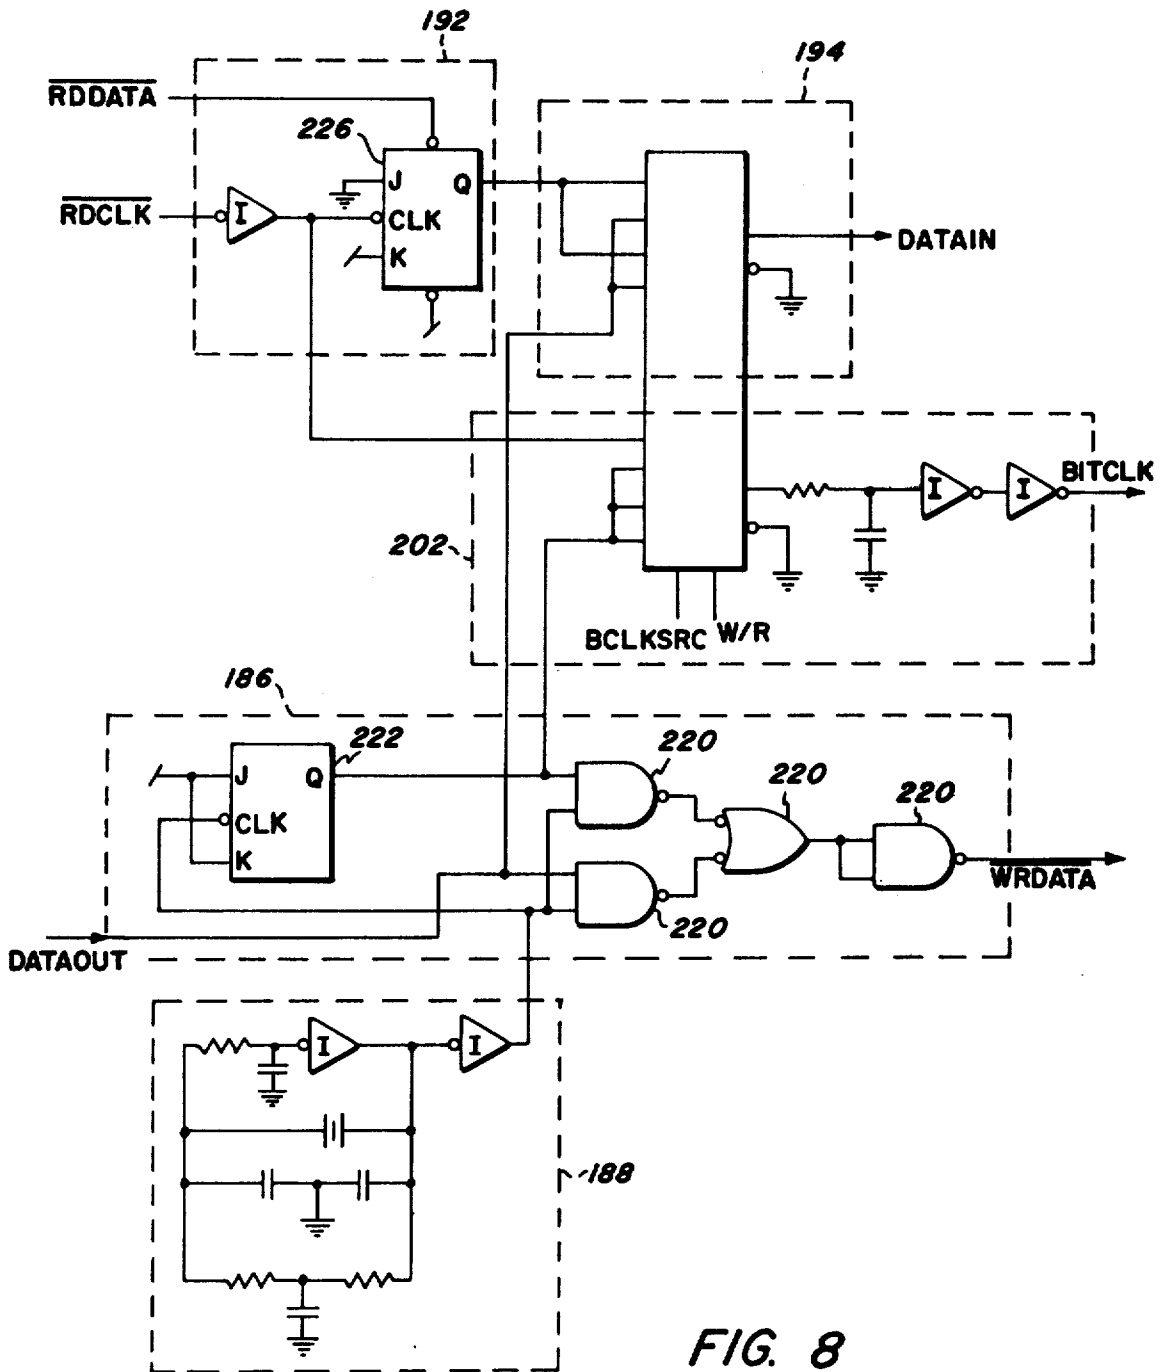 192
194
RDDATA
226
J Q
RDCLK
I
CLK
K
DATAIN
BITCLK
I I
202
BCLKSRC W/R
186
222
220
J Q
220
220
CLK
K
WRDATA
220
DATAOUT
I I
188
FIG. 8